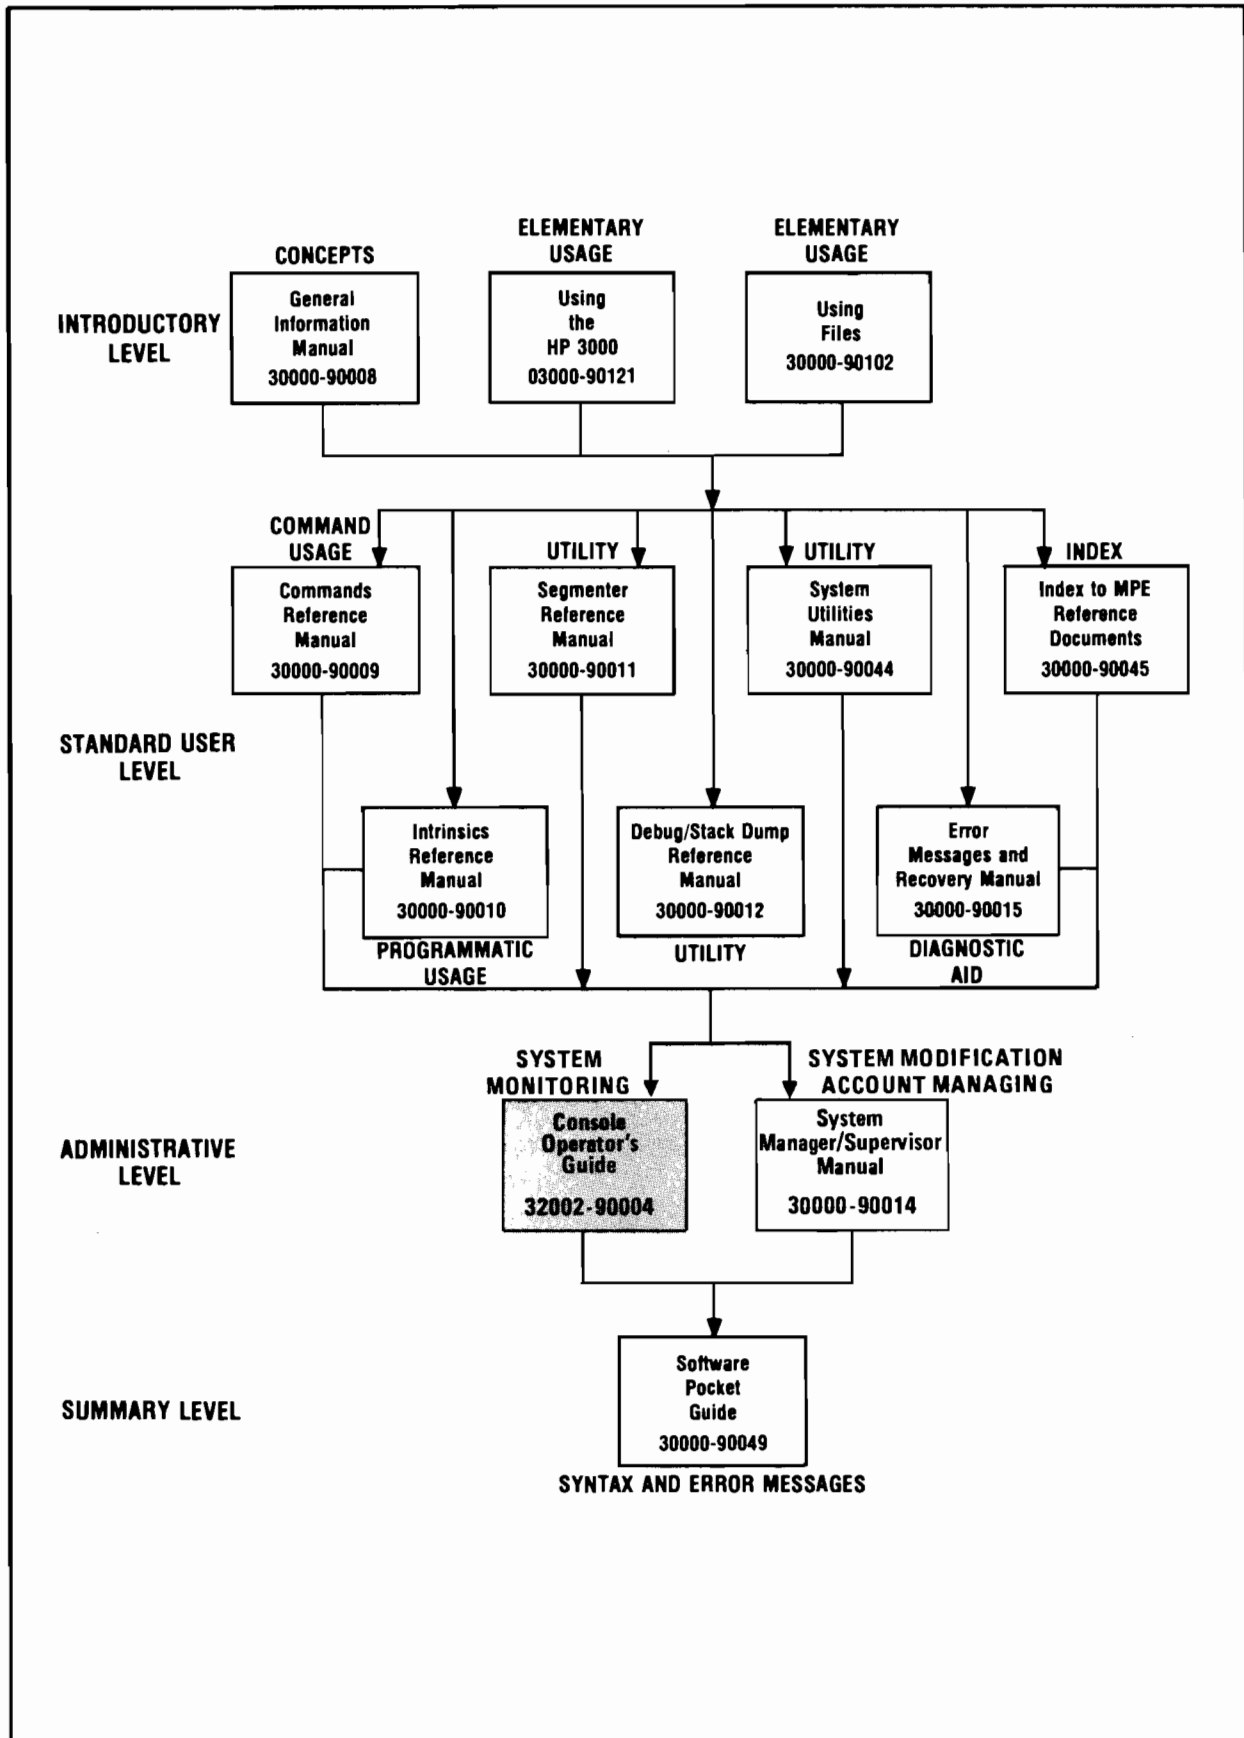 CONCEPTS
ELEMENTARY
USAGE
ELEMENTARY
USAGE
INTRODUCTORY
LEVEL
General
Information
Manual
30000-90008
Using
the
HP 3000
03000-90121
Using
Files
30000-90102
COMMAND
USAGE
UTILITY
UTILITY
INDEX
Commands
Reference
Manual
30000-90009
Segmenter
Reference
Manual
30000-90011
System
Utilities
Manual
30000-90044
Index to MPE
Reference
Documents
30000-90045
STANDARD USER
LEVEL
Intrinsics
Reference
Manual
30000-90010
PROGRAMMATIC
USAGE
Debug/Stack Dump
Reference
Manual
30000-90012
UTILITY
Error
Messages and
Recovery Manual
30000-90015
DIAGNOSTIC
AID
SYSTEM
MONITORING
SYSTEM MODIFICATION
ACCOUNT MANAGING
ADMINISTRATIVE
LEVEL
Console
Operator's
Guide
32002-90004
System
Manager/Supervisor
Manual
30000-90014
SUMMARY LEVEL
Software
Pocket
Guide
30000-90049
SYNTAX AND ERROR MESSAGES